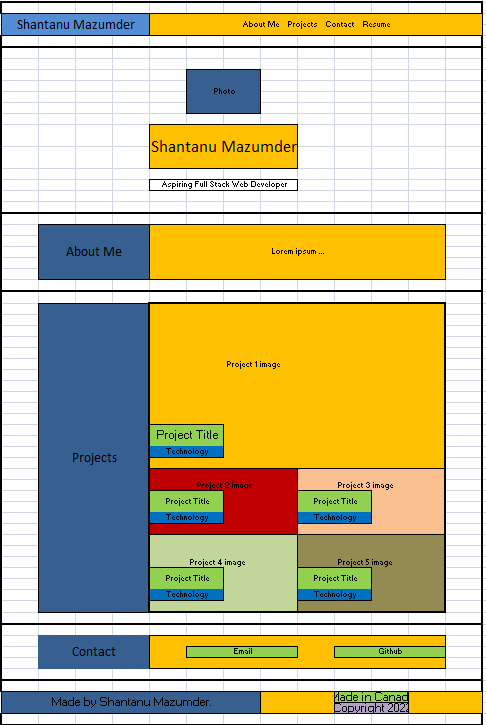 Shantanu Mazumder
About Me Projects Contact Resume
Photo
Shantanu Mazumder
Aspiring Full Stack Web Developer
About Me
Lorem ipsum ...
Projects
Project 1 image
Project Title
Technology
Project 2 image
Project Title
Technology
Project 3 image
Project Title
Technology
Project 4 image
Project Title
Technology
Project 5 image
Project Title
Technology
Contact
Email
Github
Made by Shantanu Mazumder.
Made in Canad
Copyright 202